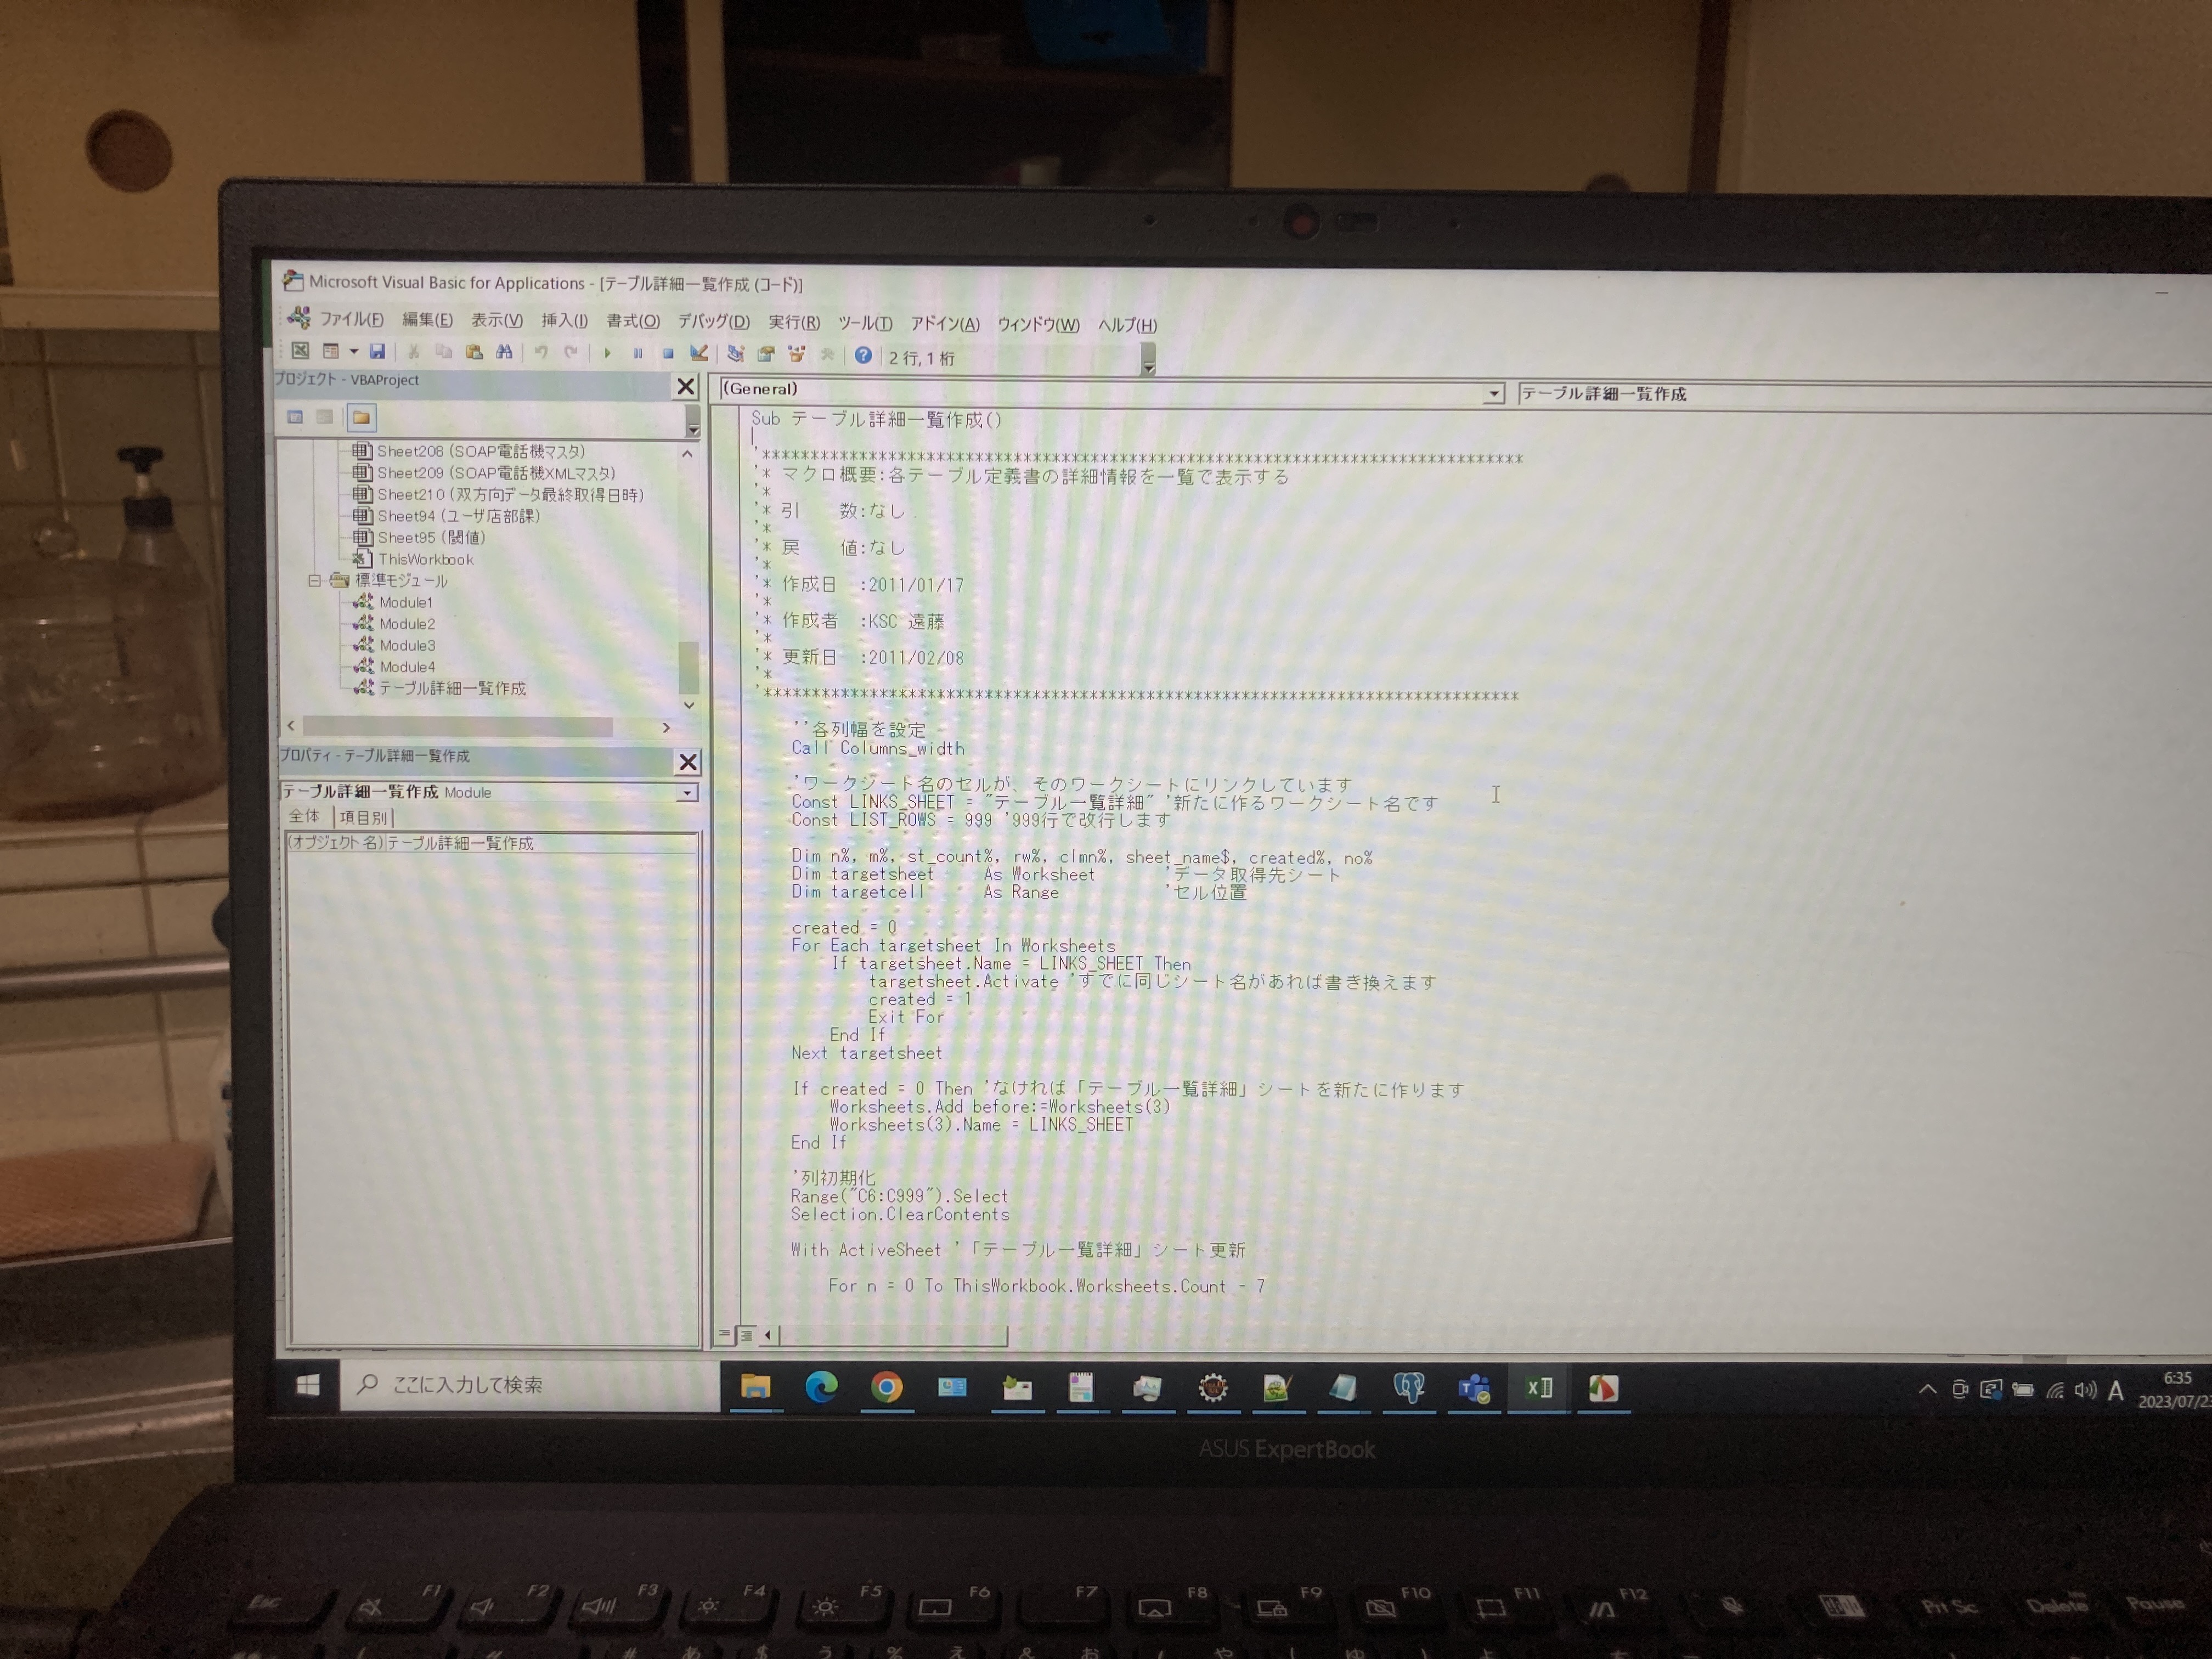 Microsoft Visual Basic for Applications - [テーブル詳細一覧作成 (コード)]
ファイル(F) 編集(E) 表示(V) 挿入(I) 書式(O) デバッグ(D) 実行(R) ツール(T) アドイン(A) ウィンドウ(W) ヘルプ(H)
2 行, 1 桁
プロジェクト - VBAProject
Sheet208 (SOAP電話機マスタ)
Sheet209 (SOAP電話機XMLマスタ)
Sheet210 (双方向データ最終取得日時)
Sheet94 (ユーザ店部課)
Sheet95 (閾値)
ThisWorkbook
標準モジュール
Module1
Module2
Module3
Module4
テーブル詳細一覧作成
プロパティ - テーブル詳細一覧作成
テーブル詳細一覧作成 Module
全体 項目別
(オブジェクト名) テーブル詳細一覧作成
(General) テーブル詳細一覧作成
Sub テーブル詳細一覧作成()
'*******************************************************************************
'* マクロ概要:各テーブル定義書の詳細情報を一覧で表示する
'*
'* 引　　数:なし
'*
'* 戻　　値:なし
'*
'* 作成日　:2011/01/17
'*
'* 作成者　:KSC 遠藤
'*
'* 更新日　:2011/02/08
'*
'*******************************************************************************
''各列幅を設定
Call Columns_width
'ワークシート名のセルが、そのワークシートにリンクしています
Const LINKS_SHEET = "テーブル一覧詳細" '新たに作るワークシート名です
Const LIST_ROWS = 999 '999行で改行します
Dim n%, m%, st_count%, rw%, clmn%, sheet_name$, created%, no%
Dim targetsheet As Worksheet 'データ取得先シート
Dim targetcell As Range 'セル位置
created = 0
For Each targetsheet In Worksheets
If targetsheet.Name = LINKS_SHEET Then
targetsheet.Activate 'すでに同じシート名があれば書き換えます
created = 1
Exit For
End If
Next targetsheet
If created = 0 Then 'なければ「テーブル一覧詳細」シートを新たに作ります
Worksheets.Add before:=Worksheets(3)
Worksheets(3).Name = LINKS_SHEET
End If
'列初期化
Range("C6:C999").Select
Selection.ClearContents
With ActiveSheet '「テーブル一覧詳細」シート更新
For n = 0 To ThisWorkbook.Worksheets.Count - 7
ここに入力して検索
A
6:35
2023/07/2
ASUS ExpertBook
Esc F1 F2 F3 F4 F5 F6 F7 F8 F9 F10 F11 F12 Prt Sc Delete Pause